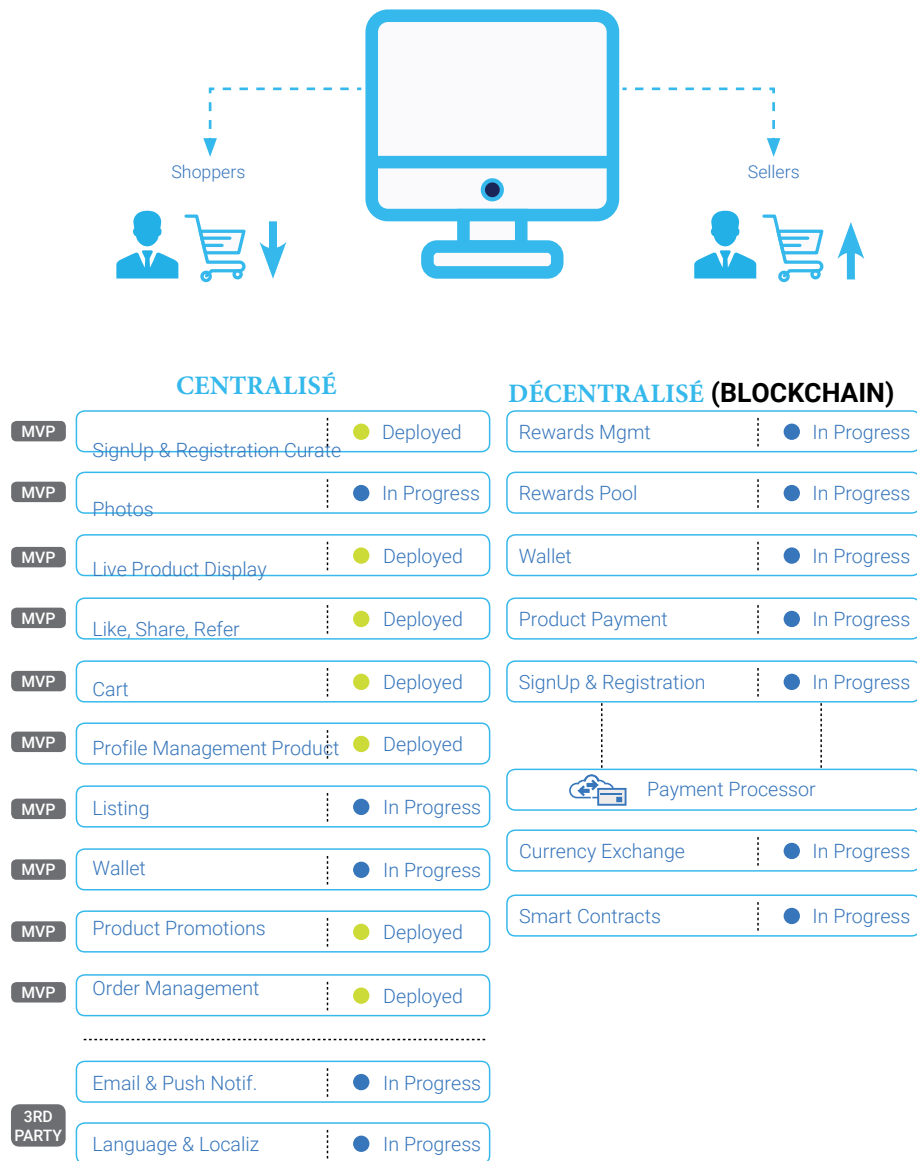 Shoppers
Sellers
CENTRALISÉ
MVP
SignUp & Registration Curate
Deployed
MVP
Photos
In Progress
MVP
Live Product Display
Deployed
MVP
Like, Share, Refer
Deployed
MVP
Cart
Deployed
MVP
Profile Management Product
Deployed
MVP
Listing
In Progress
MVP
Wallet
In Progress
MVP
Product Promotions
Deployed
MVP
Order Management
Deployed
3RD
PARTY
Email & Push Notif.
In Progress
Language & Localiz
In Progress
DÉCENTRALISÉ (BLOCKCHAIN)
Rewards Mgmt
In Progress
Rewards Pool
In Progress
Wallet
In Progress
Product Payment
In Progress
SignUp & Registration
In Progress
Payment Processor
Currency Exchange
In Progress
Smart Contracts
In Progress